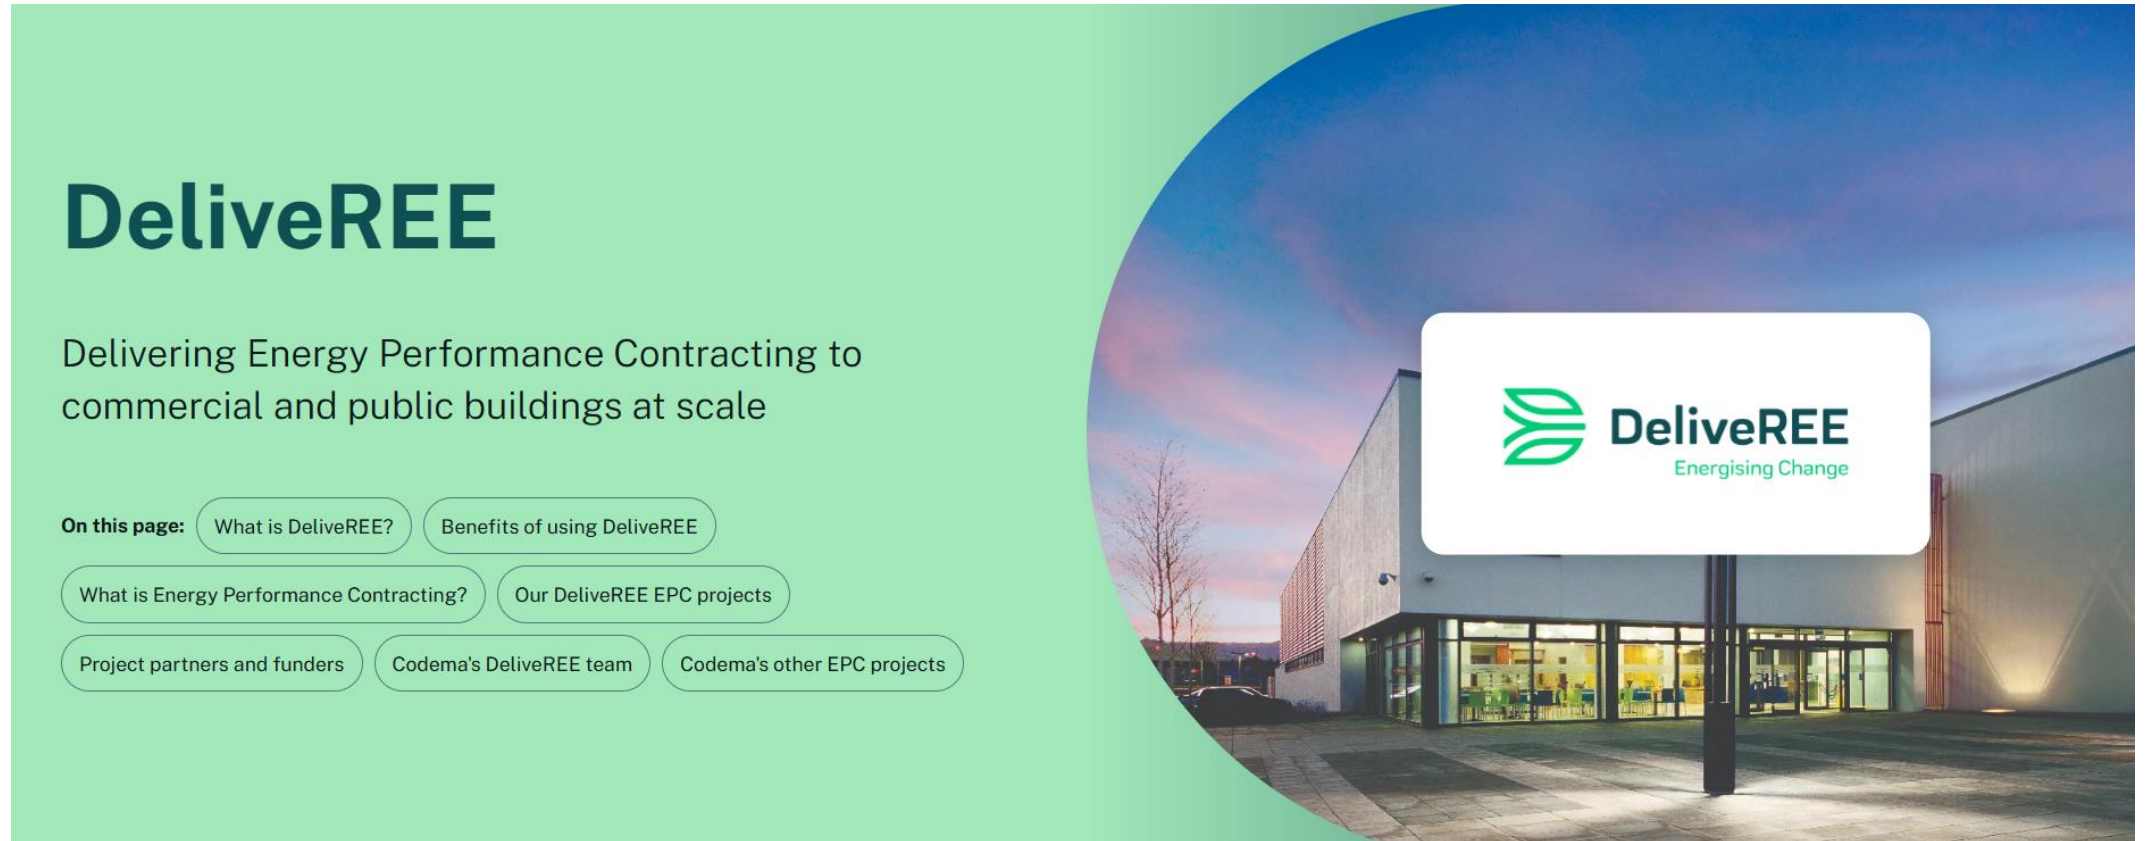 DeliveREE
Delivering Energy Performance Contracting to
commercial and public buildings at scale
On this page: What is DeliveREE? Benefits of using DeliveREE
What is Energy Performance Contracting? Our DeliveREE EPC projects
Project partners and funders Codema's DeliveREE team Codema's other EPC projects
DeliveREE
Energising Change